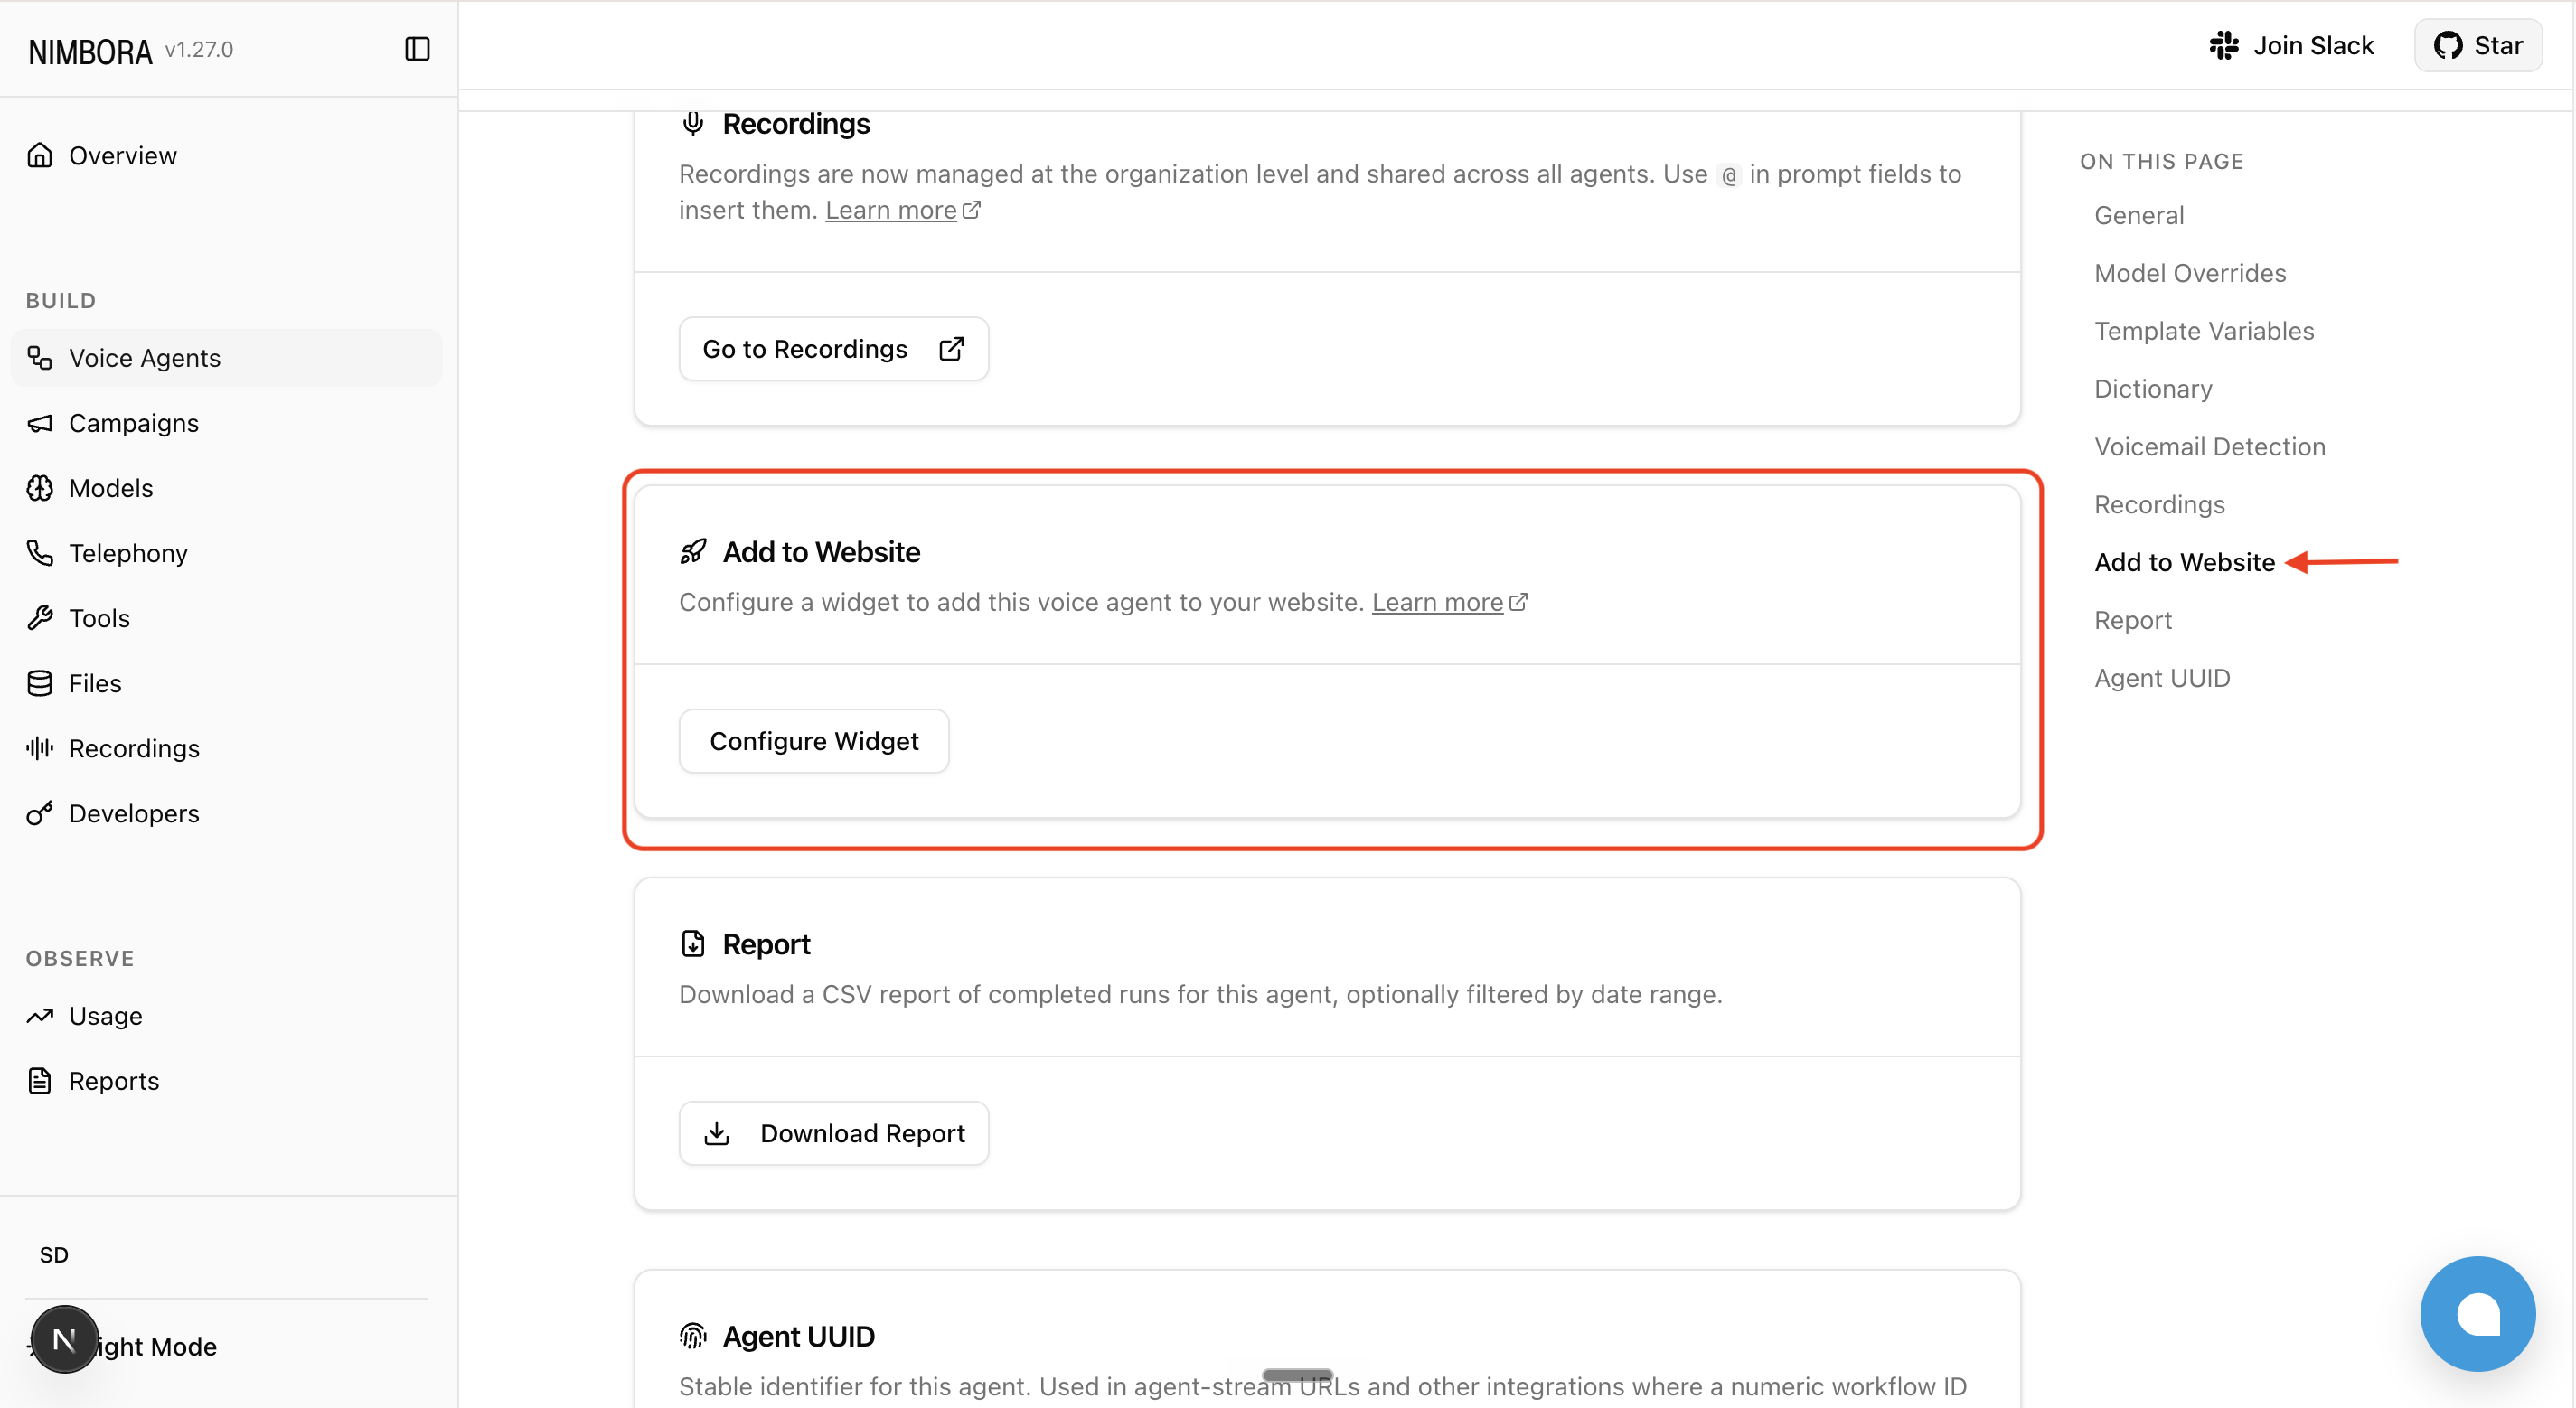 NIMBORA v1.27.0
Join Slack
Star
Overview
BUILD
Voice Agents
Campaigns
Models
Telephony
Tools
Files
Recordings
Developers
OBSERVE
Usage
Reports
SD
N
ight Mode
Recordings
Recordings are now managed at the organization level and shared across all agents. Use @ in prompt fields to
insert them. Learn more
Go to Recordings
Add to Website
Configure a widget to add this voice agent to your website. Learn more
Configure Widget
Report
Download a CSV report of completed runs for this agent, optionally filtered by date range.
Download Report
Agent UUID
Stable identifier for this agent. Used in agent-stream URLs and other integrations where a numeric workflow ID
ON THIS PAGE
General
Model Overrides
Template Variables
Dictionary
Voicemail Detection
Recordings
Add to Website
Report
Agent UUID